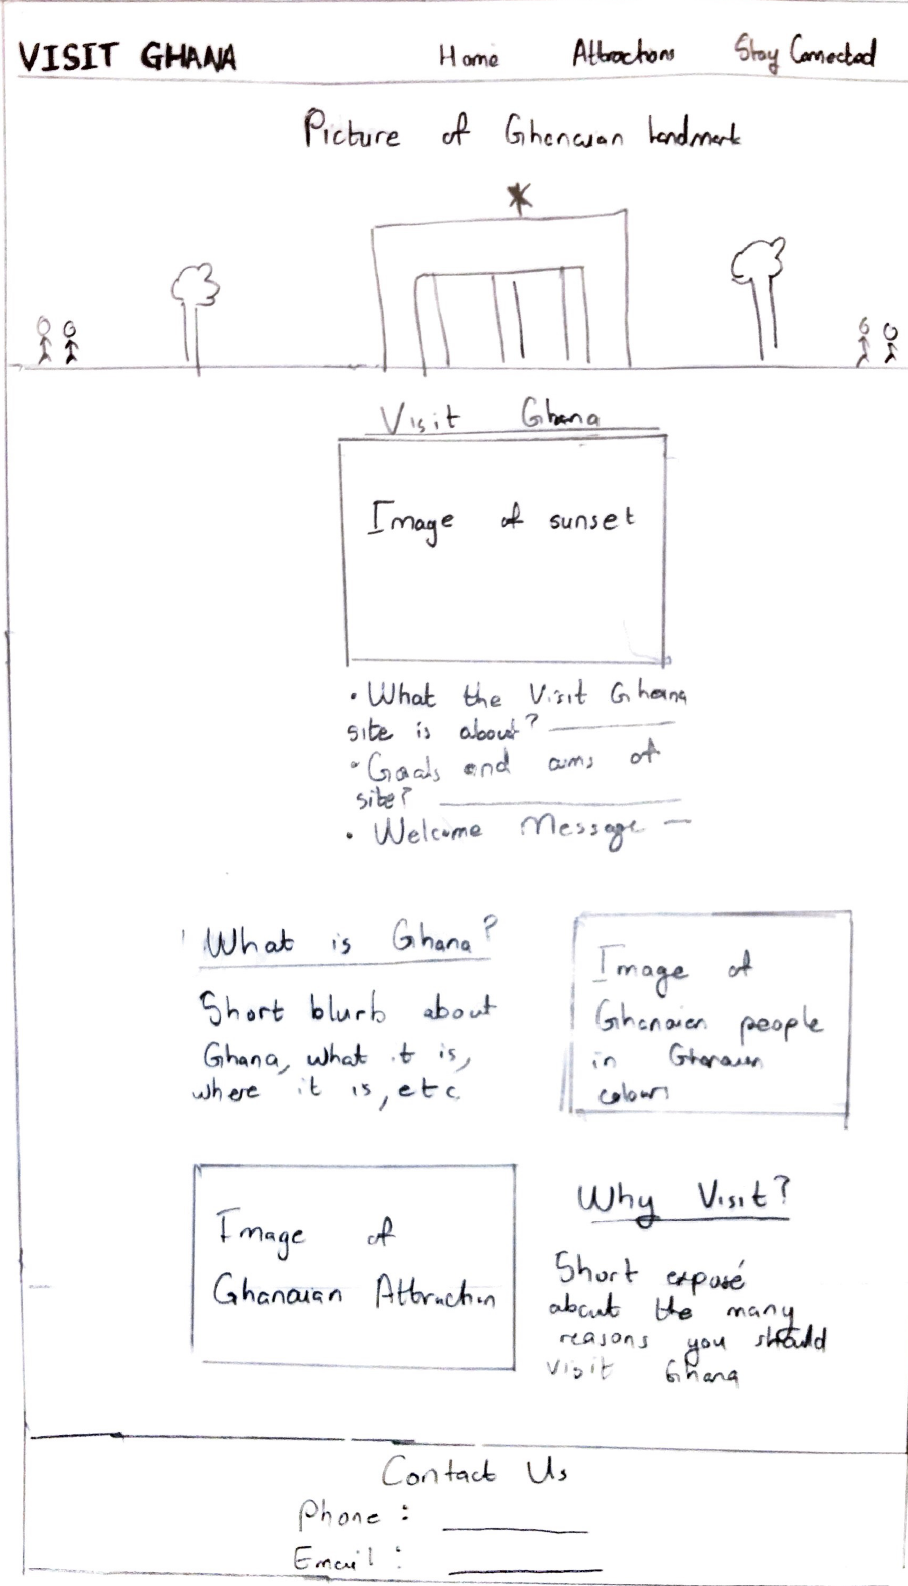 VISIT GHANA Home Attractions Stay Connected
Picture of Ghanaian landmark
Visit Ghana
Image of sunset
• What the Visit Ghana
site is about?
• Goals and aims of
site?
• Welcome Message —
What is Ghana?
Short blurb about
Ghana, what it is,
where it is, etc.
Image of
Ghanaian people
in Ghanaian
colours
Image of
Ghanaian Attraction
Why Visit?
Short exposé
about the many
reasons you should
visit Ghana
Contact Us
Phone :
Email :